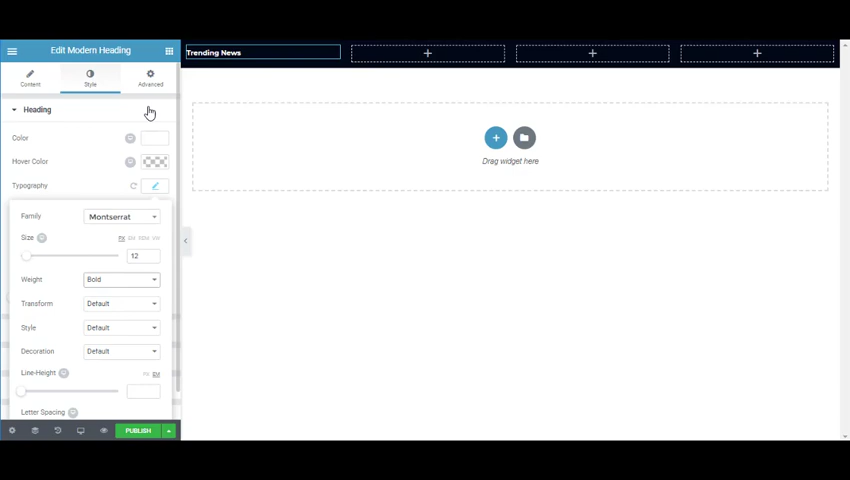 Edit Modern Heading
Content
Style
Advanced
Heading
Color
Hover Color
Typography
Family
Montserrat
Size
PX EM REM VW
12
Weight
Bold
Transform
Default
Style
Default
Decoration
Default
Line-Height
PX EM
Letter Spacing
PUBLISH
Trending News
Drag widget here